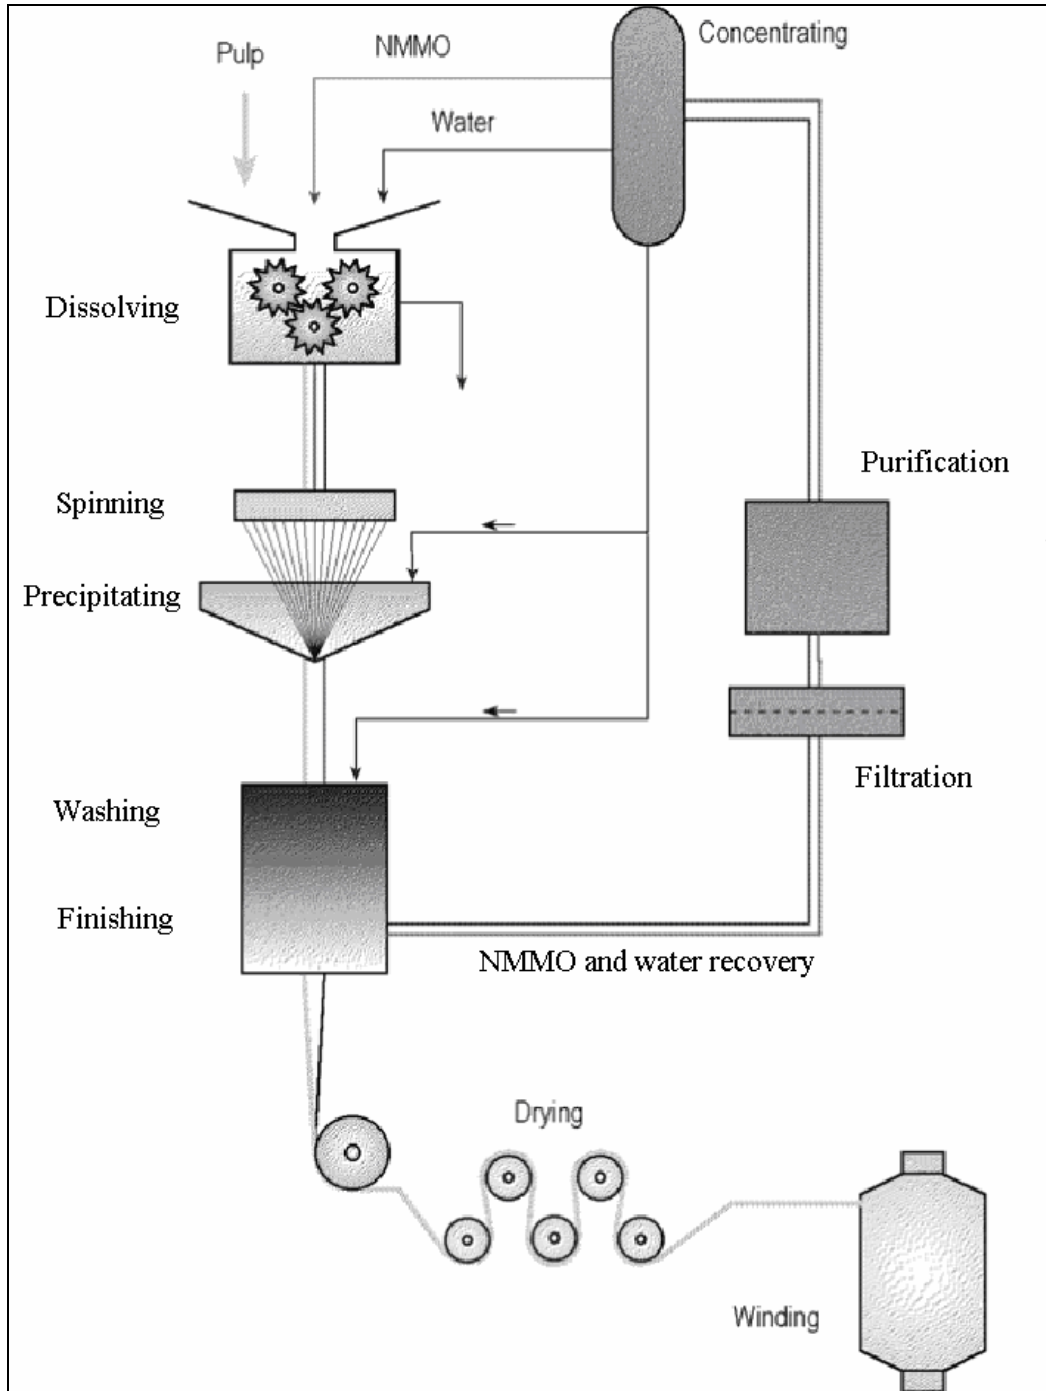 Concentrating
NMMO
Pulp
Water
Dissolving
Purification
Spinning
Precipitating
Filtration
Washing
Finishing
NMMO and water recovery
Drying
Winding